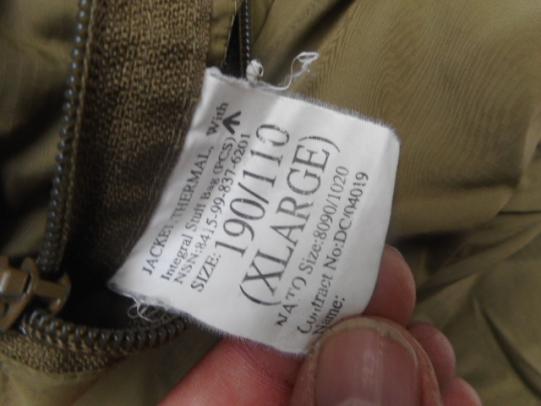 JACKET THERMAL, With
Integral Stuff Bag (PCS)
NSN:8415-99-837-6201
SIZE: 190/110
(XLARGE)
NATO Size:8090/1020
Contract No:DC/04019
Name: